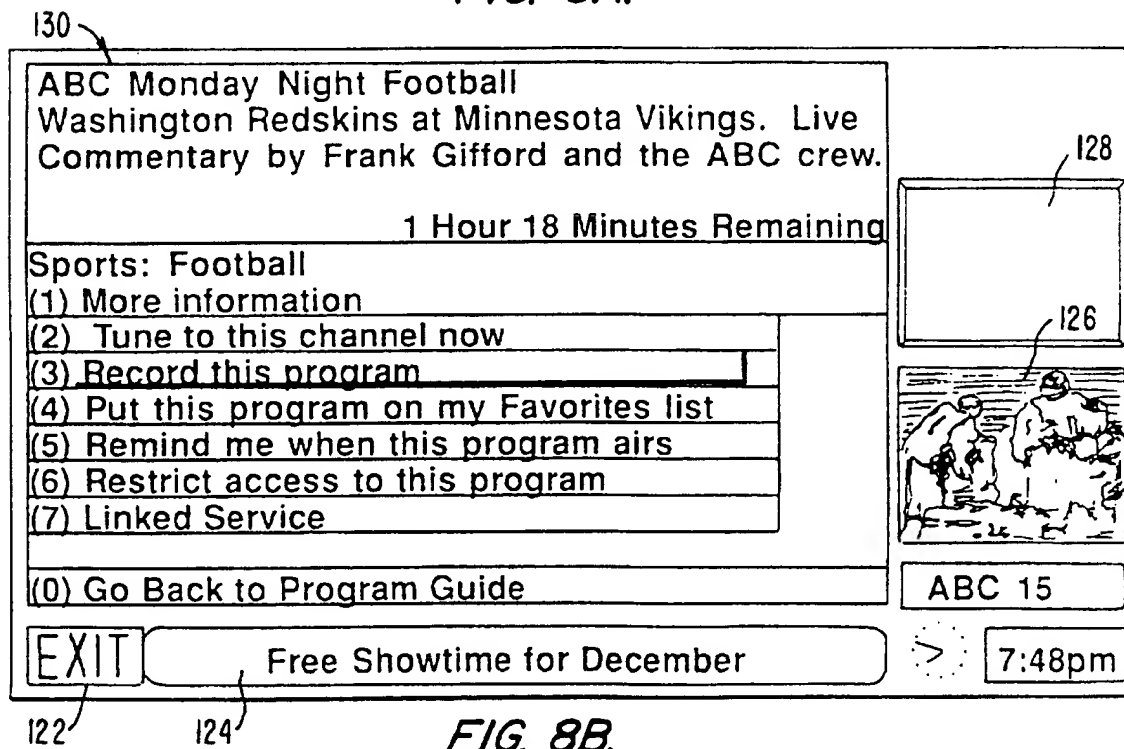 130
ABC Monday Night Football
Washington Redskins at Minnesota Vikings. Live
Commentary by Frank Gifford and the ABC crew.
1 Hour 18 Minutes Remaining
128
Sports: Football
(1) More information
(2) Tune to this channel now
(3) Record this program
(4) Put this program on my Favorites list
(5) Remind me when this program airs
(6) Restrict access to this program
(7) Linked Service
126
(0) Go Back to Program Guide
ABC 15
EXIT
Free Showtime for December
7:48pm
122
124
FIG. 8B.